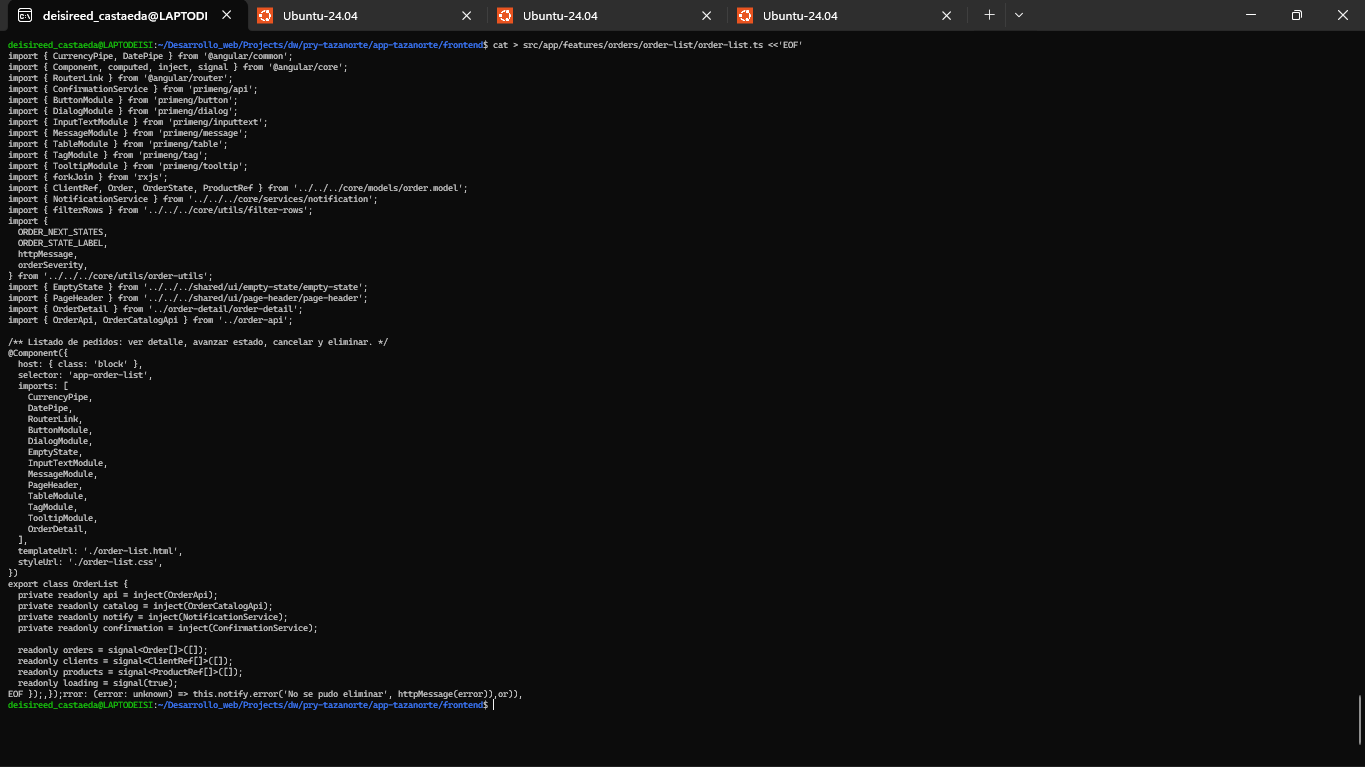 deisireed_castaeda@LAPTODI
Ubuntu-24.04
Ubuntu-24.04
Ubuntu-24.04
deisireed_castaeda@LAPTODEISI:~/Desarrollo_web/Projects/dw/pry-tazanorte/app-tazanorte/frontend$ cat > src/app/features/orders/order-list/order-list.ts <<'EOF'
import { CurrencyPipe, DatePipe } from '@angular/common';
import { Component, computed, inject, signal } from '@angular/core';
import { RouterLink } from '@angular/router';
import { ConfirmationService } from 'primeng/api';
import { ButtonModule } from 'primeng/button';
import { DialogModule } from 'primeng/dialog';
import { InputTextModule } from 'primeng/inputtext';
import { MessageModule } from 'primeng/message';
import { TableModule } from 'primeng/table';
import { TagModule } from 'primeng/tag';
import { TooltipModule } from 'primeng/tooltip';
import { forkJoin } from 'rxjs';
import { ClientRef, Order, OrderState, ProductRef } from '../../../core/models/order.model';
import { NotificationService } from '../../../core/services/notification';
import { filterRows } from '../../../core/utils/filter-rows';
import {
  ORDER_NEXT_STATES,
  ORDER_STATE_LABEL,
  httpMessage,
  orderSeverity,
} from '../../../core/utils/order-utils';
import { EmptyState } from '../../../shared/ui/empty-state/empty-state';
import { PageHeader } from '../../../shared/ui/page-header/page-header';
import { OrderDetail } from '../order-detail/order-detail';
import { OrderApi, OrderCatalogApi } from '../order-api';
/** Listado de pedidos: ver detalle, avanzar estado, cancelar y eliminar. */
@Component({
  host: { class: 'block' },
  selector: 'app-order-list',
  imports: [
    CurrencyPipe,
    DatePipe,
    RouterLink,
    ButtonModule,
    DialogModule,
    EmptyState,
    InputTextModule,
    MessageModule,
    PageHeader,
    TableModule,
    TagModule,
    TooltipModule,
    OrderDetail,
  ],
  templateUrl: './order-list.html',
  styleUrl: './order-list.css',
})
export class OrderList {
  private readonly api = inject(OrderApi);
  private readonly catalog = inject(OrderCatalogApi);
  private readonly notify = inject(NotificationService);
  private readonly confirmation = inject(ConfirmationService);
  readonly orders = signal<Order[]>([]);
  readonly clients = signal<ClientRef[]>([]);
  readonly products = signal<ProductRef[]>([]);
  readonly loading = signal(true);
EOF });,});rror: (error: unknown) => this.notify.error('No se pudo eliminar', httpMessage(error)),or)),
deisireed_castaeda@LAPTODEISI:~/Desarrollo_web/Projects/dw/pry-tazanorte/app-tazanorte/frontend$